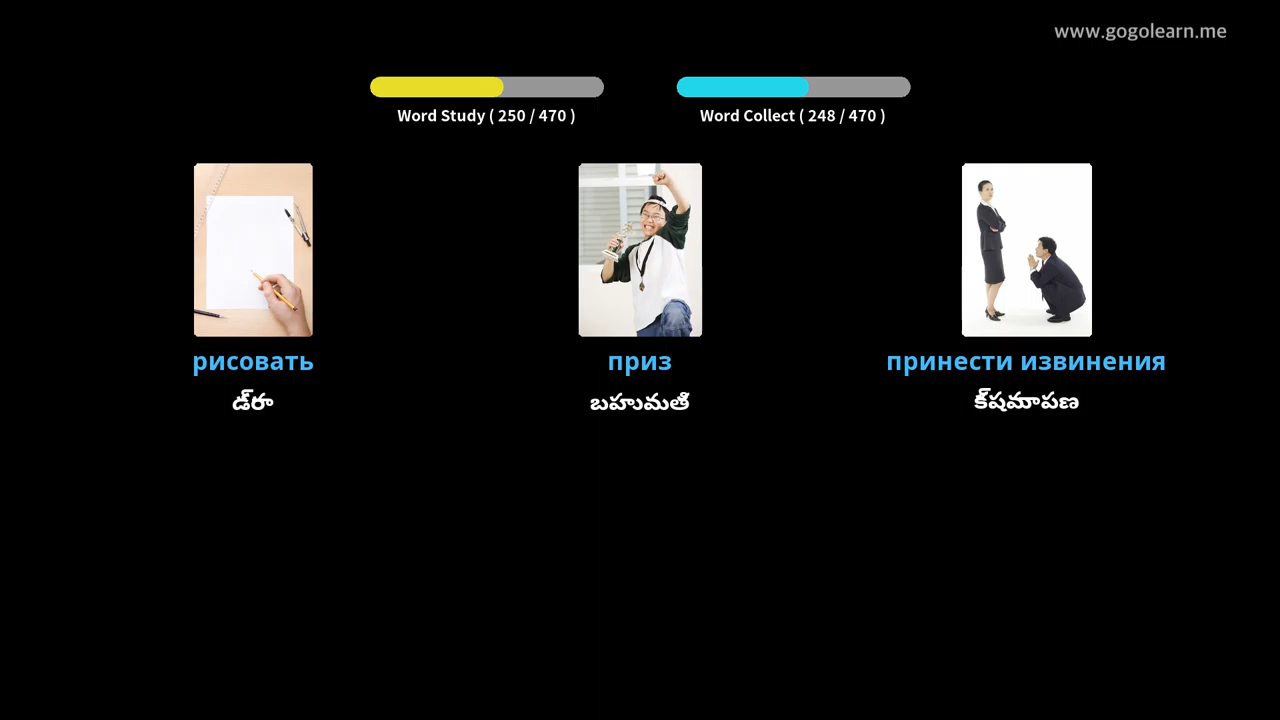 www.gogolearn.me
Word Study ( 250 / 470 )
Word Collect ( 248 / 470 )
рисовать
приз
принести извинения
డ్రా
బహుమతి
క్షమాపణ